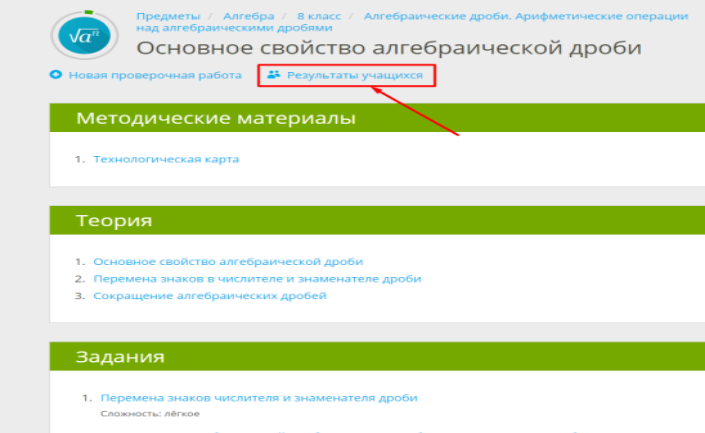 Предметы / Алгебра / 8 класс / Алгебраические дроби. Арифметические операции
над алгебраическими дробями
√aⁿ
Основное свойство алгебраической дроби
Новая проверочная работа Результаты учащихся
Методические материалы
1. Технологическая карта
Теория
1. Основное свойство алгебраической дроби
2. Перемена знаков в числителе и знаменателе дроби
3. Сокращение алгебраических дробей
Задания
1. Перемена знаков числителя и знаменателя дроби
Сложность: лёгкое